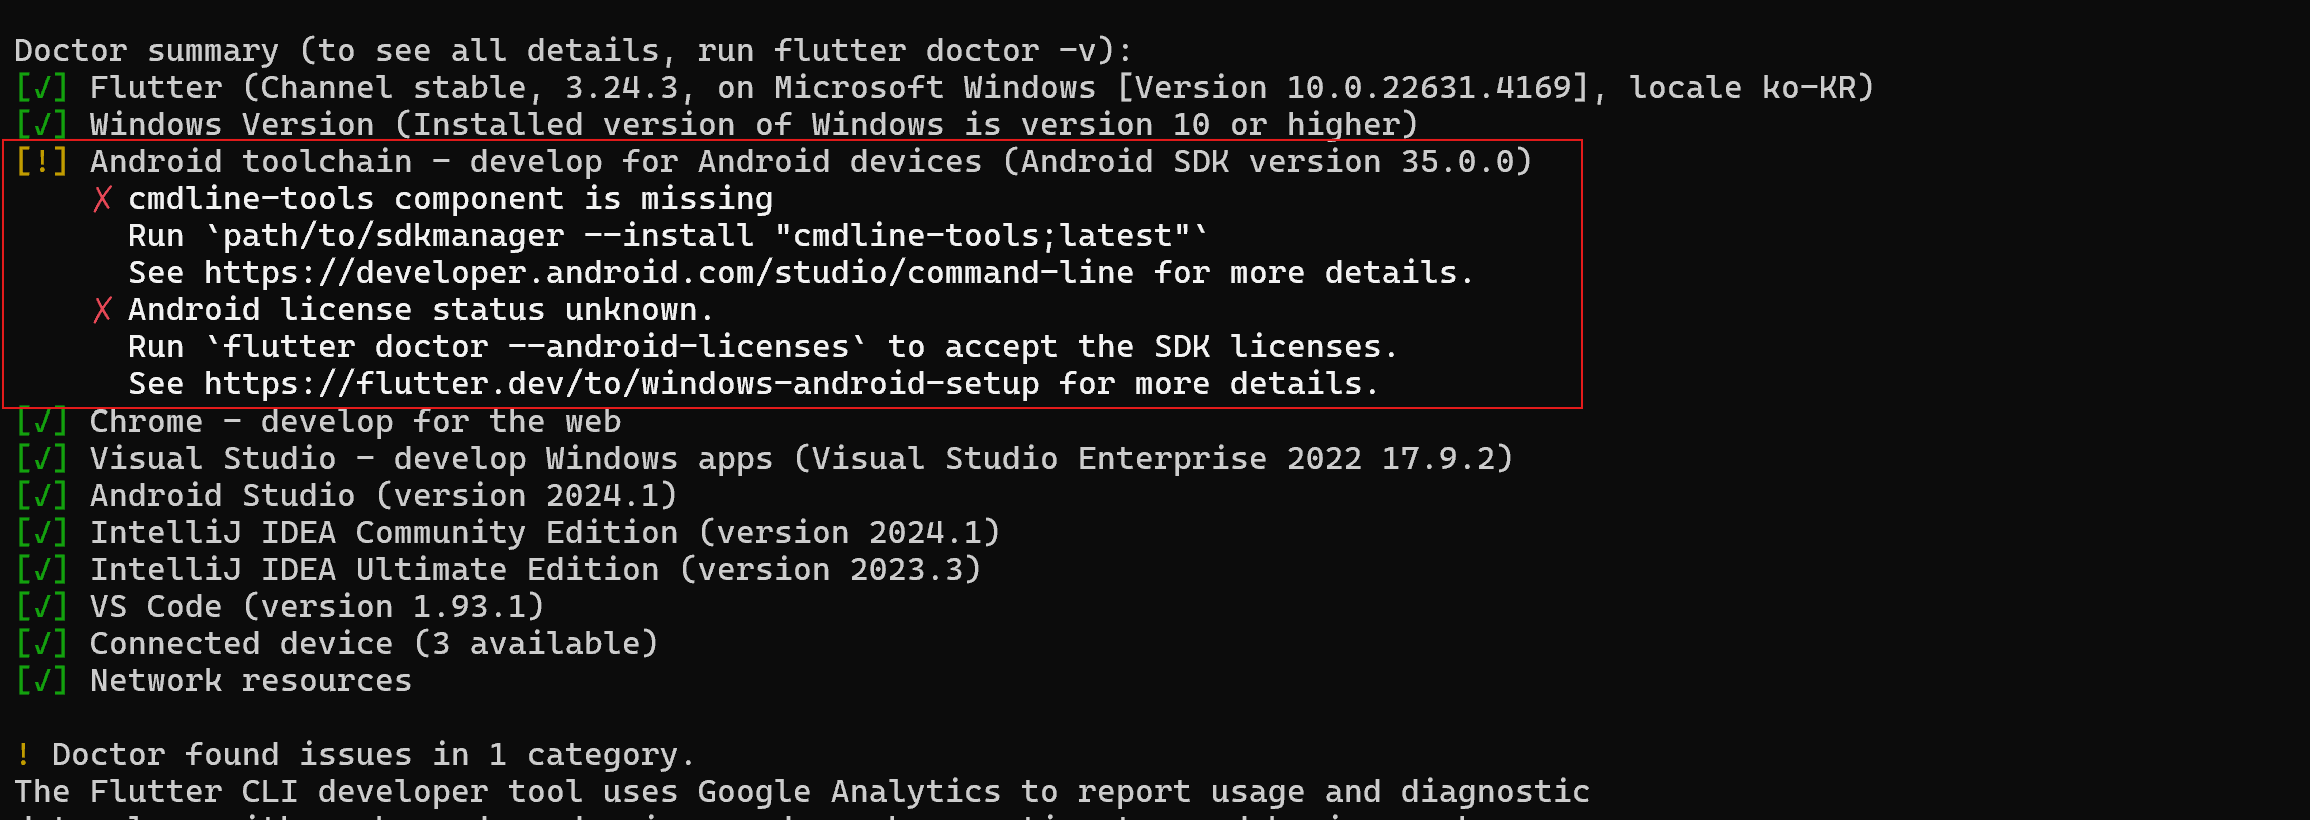 Doctor summary (to see all details, run flutter doctor -v):
[√] Flutter (Channel stable, 3.24.3, on Microsoft Windows [Version 10.0.22631.4169], locale ko-KR)
[√] Windows Version (Installed version of Windows is version 10 or higher)
[!] Android toolchain - develop for Android devices (Android SDK version 35.0.0)
✗ cmdline-tools component is missing
Run `path/to/sdkmanager --install "cmdline-tools;latest"`
See https://developer.android.com/studio/command-line for more details.
✗ Android license status unknown.
Run `flutter doctor --android-licenses` to accept the SDK licenses.
See https://flutter.dev/to/windows-android-setup for more details.
[√] Chrome - develop for the web
[√] Visual Studio - develop Windows apps (Visual Studio Enterprise 2022 17.9.2)
[√] Android Studio (version 2024.1)
[√] IntelliJ IDEA Community Edition (version 2024.1)
[√] IntelliJ IDEA Ultimate Edition (version 2023.3)
[√] VS Code (version 1.93.1)
[√] Connected device (3 available)
[√] Network resources
! Doctor found issues in 1 category.
The Flutter CLI developer tool uses Google Analytics to report usage and diagnostic